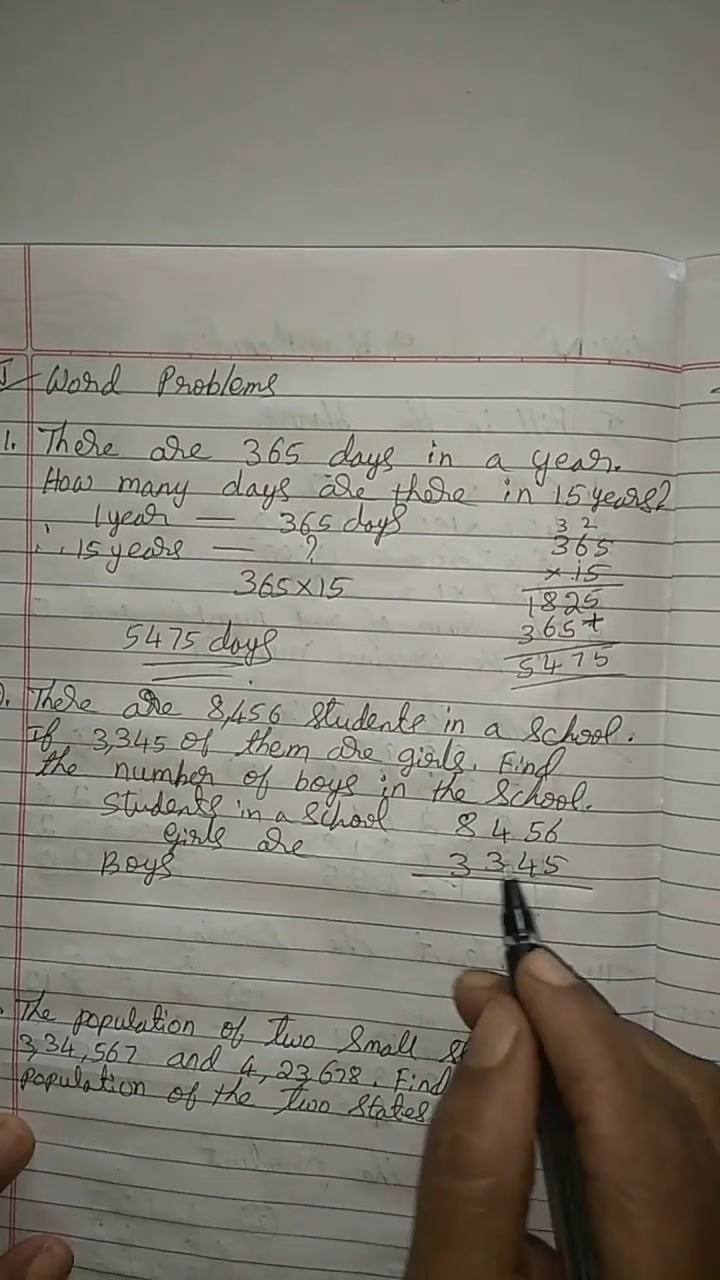 I Word Problems
1. There are 365 days in a year.
How many days are there in 15 years?
1 year — 365 days
∴ 15 years — ?
365×15
5475 days
3 2
365
×15
1825
365+
5475
. There are 8,456 students in a school.
If 3,345 of them are girls. Find
the number of boys in the school.
Students in a school 8456
Girls are 3345
Boys
. The population of two small
3,34,567 and 4,23,678. Find
population of the two states